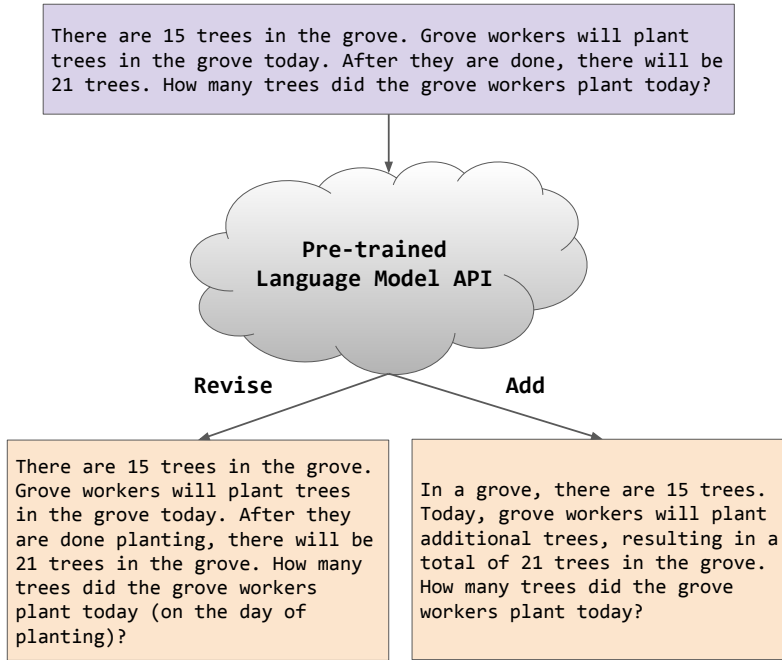 There are 15 trees in the grove. Grove workers will plant
trees in the grove today. After they are done, there will be
21 trees. How many trees did the grove workers plant today?
Pre-trained
Language Model API
Revise
Add
There are 15 trees in the grove.
Grove workers will plant trees
in the grove today. After they
are done planting, there will be
21 trees in the grove. How many
trees did the grove workers
plant today (on the day of
planting)?
In a grove, there are 15 trees.
Today, grove workers will plant
additional trees, resulting in a
total of 21 trees in the grove.
How many trees did the grove
workers plant today?